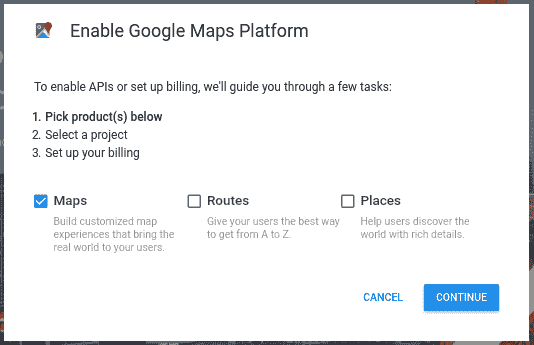 Enable Google Maps Platform
To enable APIs or set up billing, we'll guide you through a few tasks:
1. Pick product(s) below
2. Select a project
3. Set up your billing
Maps
Build customized map
experiences that bring the
real world to your users.
Routes
Give your users the best way
to get from A to Z.
Places
Help users discover the
world with rich details.
CANCEL
CONTINUE